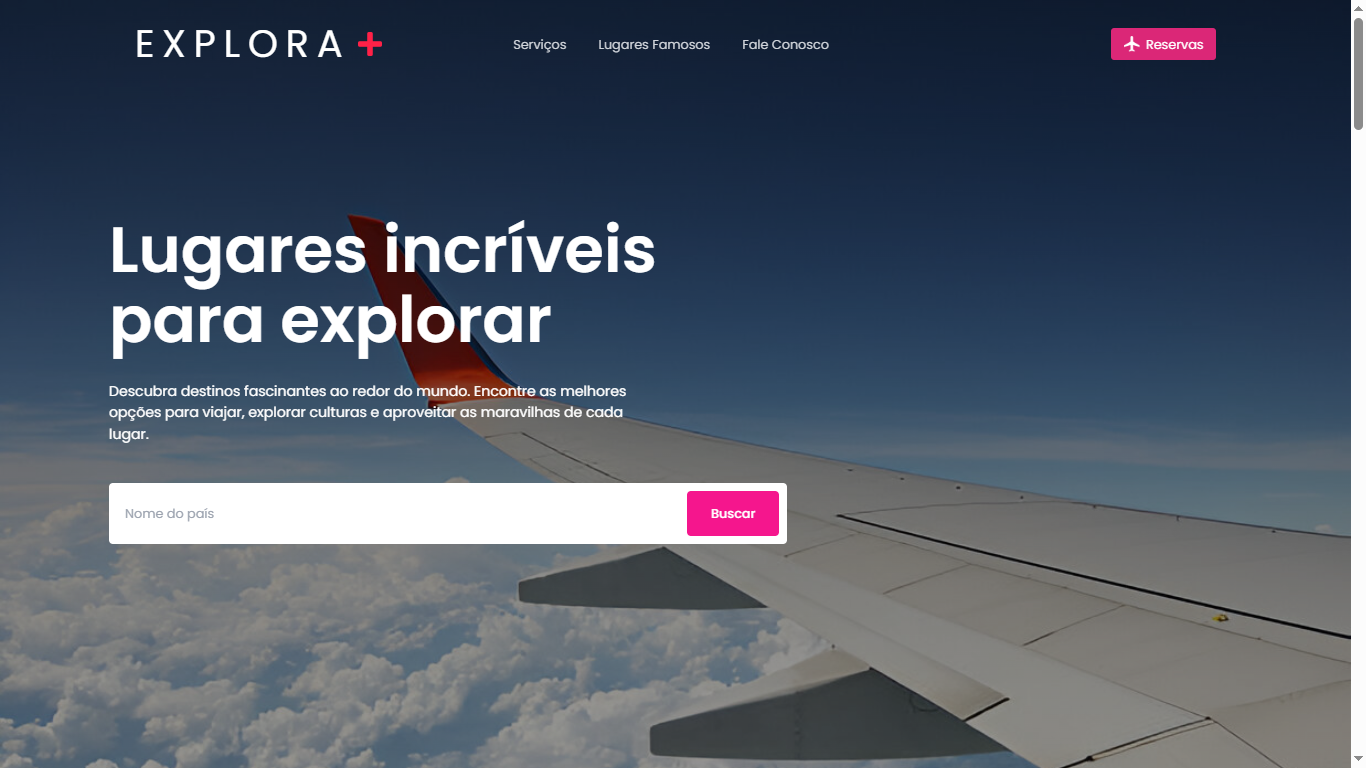 EXPLORA +
Serviços
Lugares Famosos
Fale Conosco
Reservas
Lugares incríveis
para explorar
Descubra destinos fascinantes ao redor do mundo. Encontre as melhores
opções para viajar, explorar culturas e aproveitar as maravilhas de cada
lugar.
Nome do país
Buscar